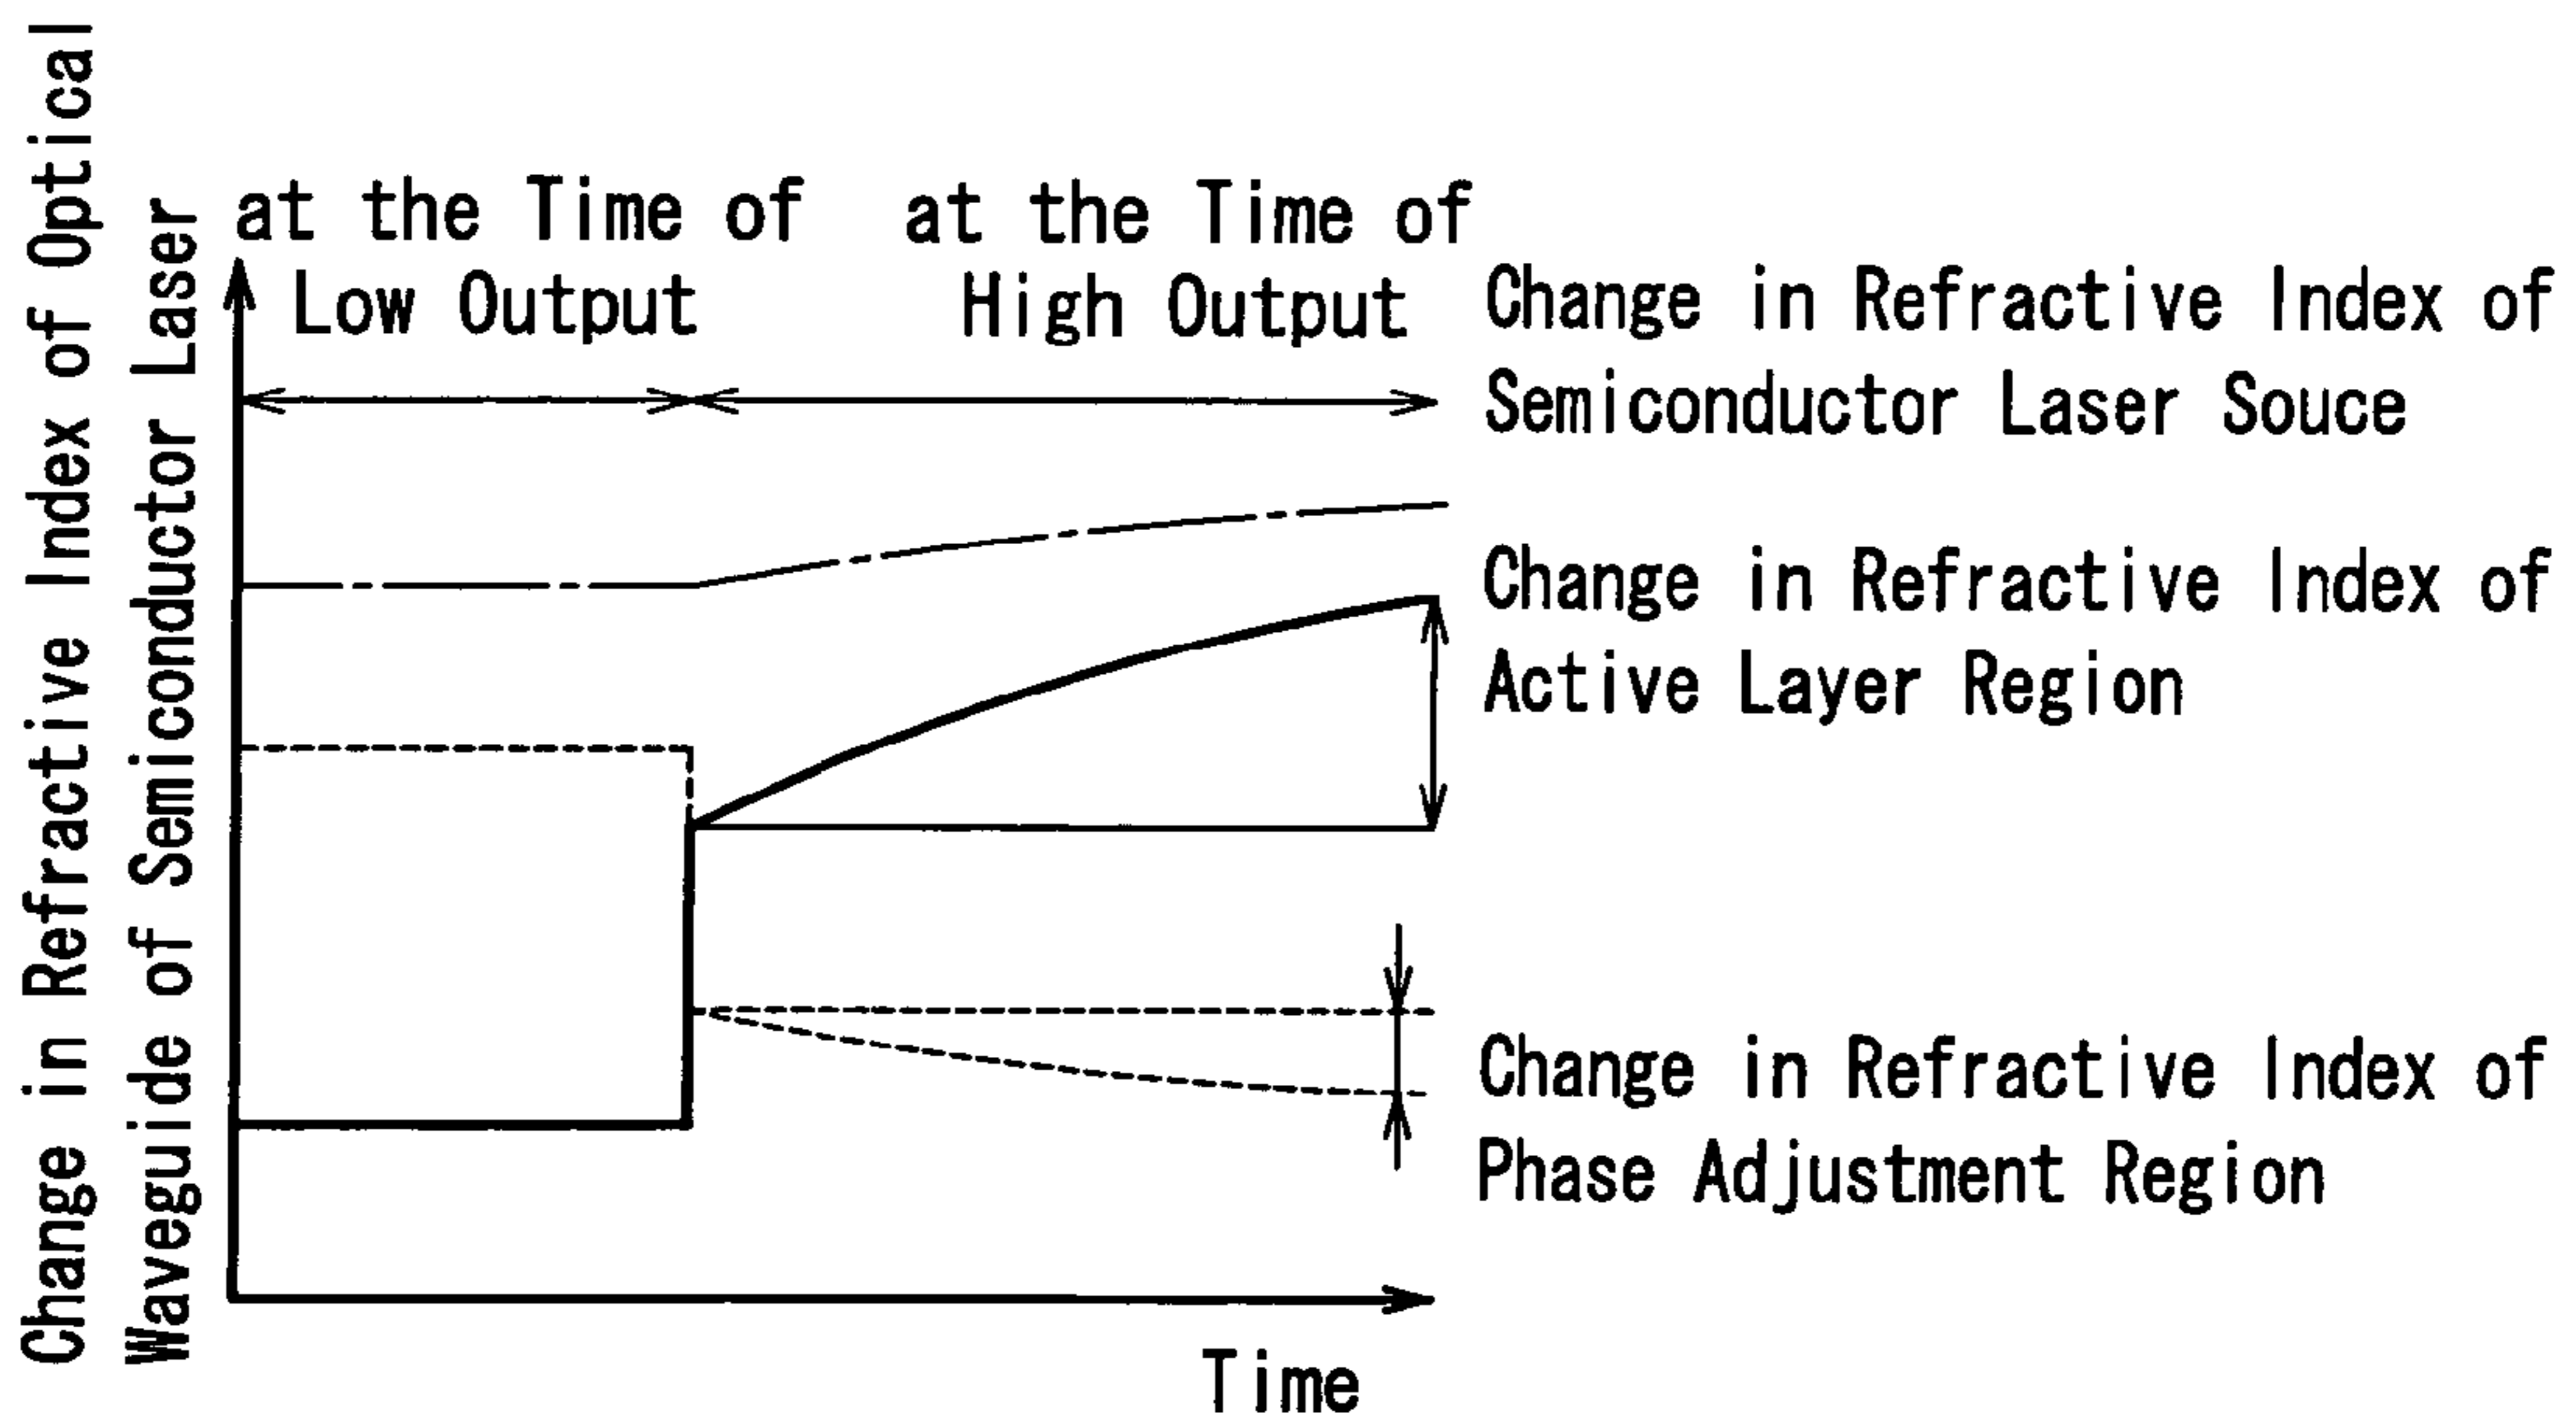 Change in Refractive Index of Optical
Waveguide of Semiconductor Laser
at the Time of
Low Output
at the Time of
High Output
Change in Refractive Index of
Semiconductor Laser Souce
Change in Refractive Index of
Active Layer Region
Change in Refractive Index of
Phase Adjustment Region
Time